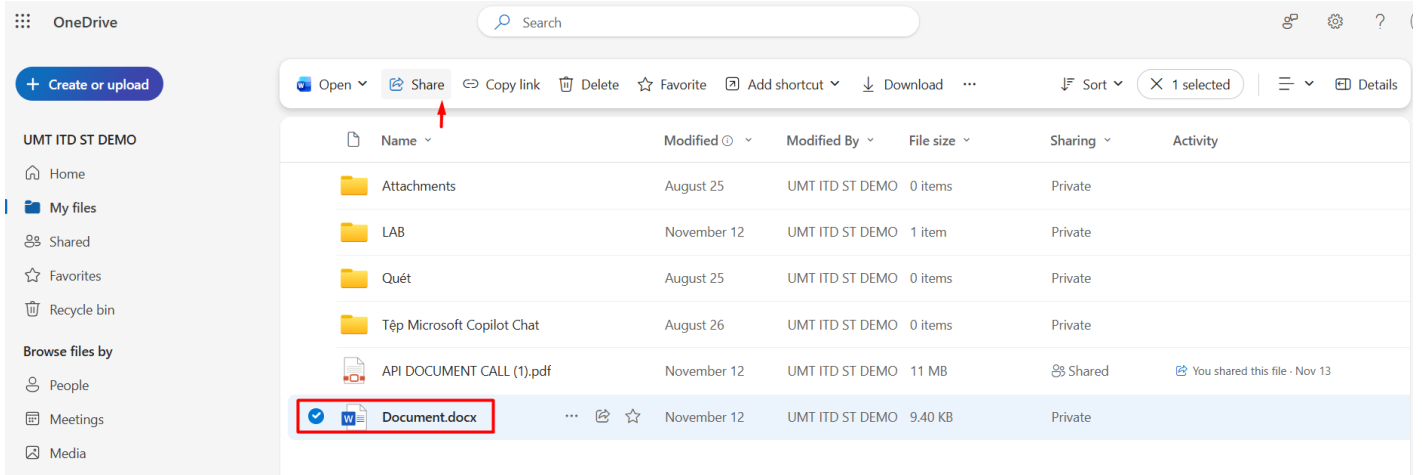 OneDrive
Search
Create or upload
Open Share Copy link Delete Favorite Add shortcut Download ... Sort 1 selected Details
UMT ITD ST DEMO
Home
My files
Shared
Favorites
Recycle bin
Browse files by
People
Meetings
Media
Name Modified Modified By File size Sharing Activity
Attachments August 25 UMT ITD ST DEMO 0 items Private
LAB November 12 UMT ITD ST DEMO 1 item Private
Quét August 25 UMT ITD ST DEMO 0 items Private
Tệp Microsoft Copilot Chat August 26 UMT ITD ST DEMO 0 items Private
API DOCUMENT CALL (1).pdf November 12 UMT ITD ST DEMO 11 MB Shared You shared this file · Nov 13
Document.docx ... November 12 UMT ITD ST DEMO 9.40 KB Private